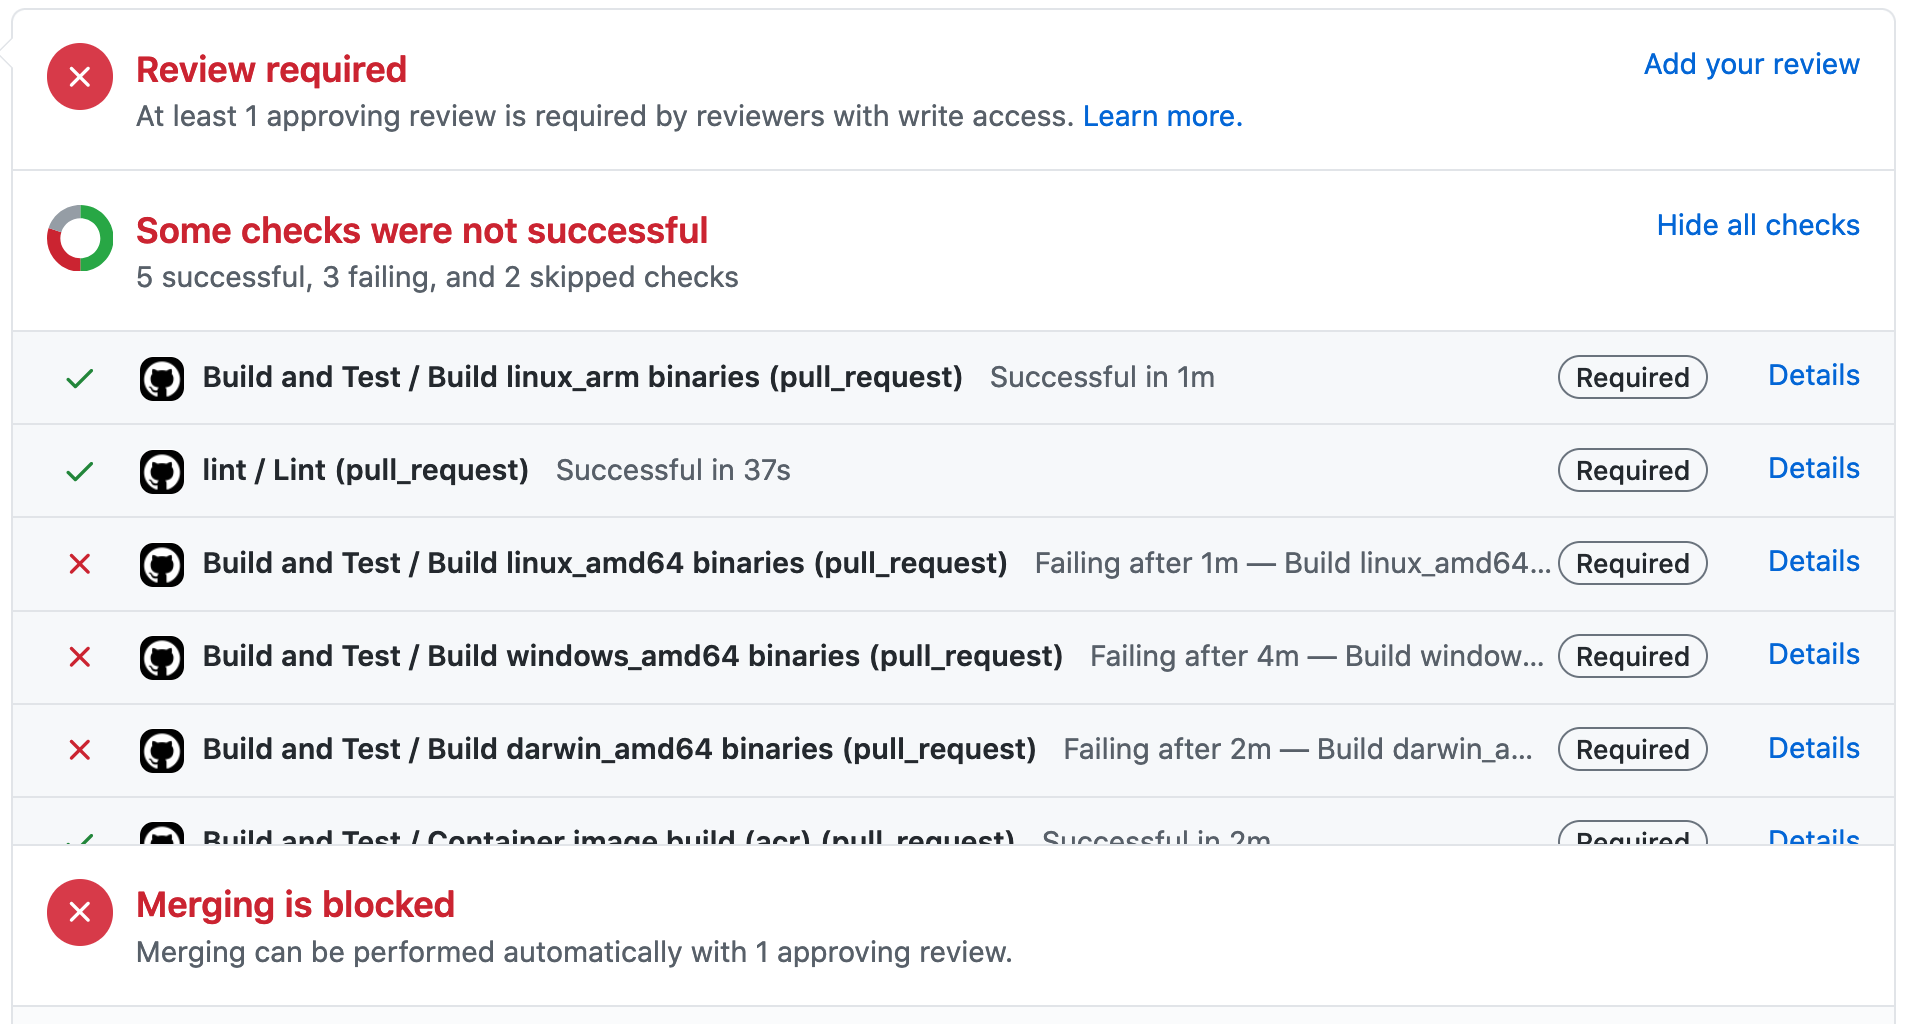 Review required
Add your review
At least 1 approving review is required by reviewers with write access. Learn more.
Some checks were not successful
Hide all checks
5 successful, 3 failing, and 2 skipped checks
Build and Test / Build linux_arm binaries (pull_request) Successful in 1m Required Details
lint / Lint (pull_request) Successful in 37s Required Details
Build and Test / Build linux_amd64 binaries (pull_request) Failing after 1m — Build linux_amd64... Required Details
Build and Test / Build windows_amd64 binaries (pull_request) Failing after 4m — Build window... Required Details
Build and Test / Build darwin_amd64 binaries (pull_request) Failing after 2m — Build darwin_a... Required Details
Build and Test / Container image build (acr) (pull_request) Successful in 2m Required Details
Merging is blocked
Merging can be performed automatically with 1 approving review.